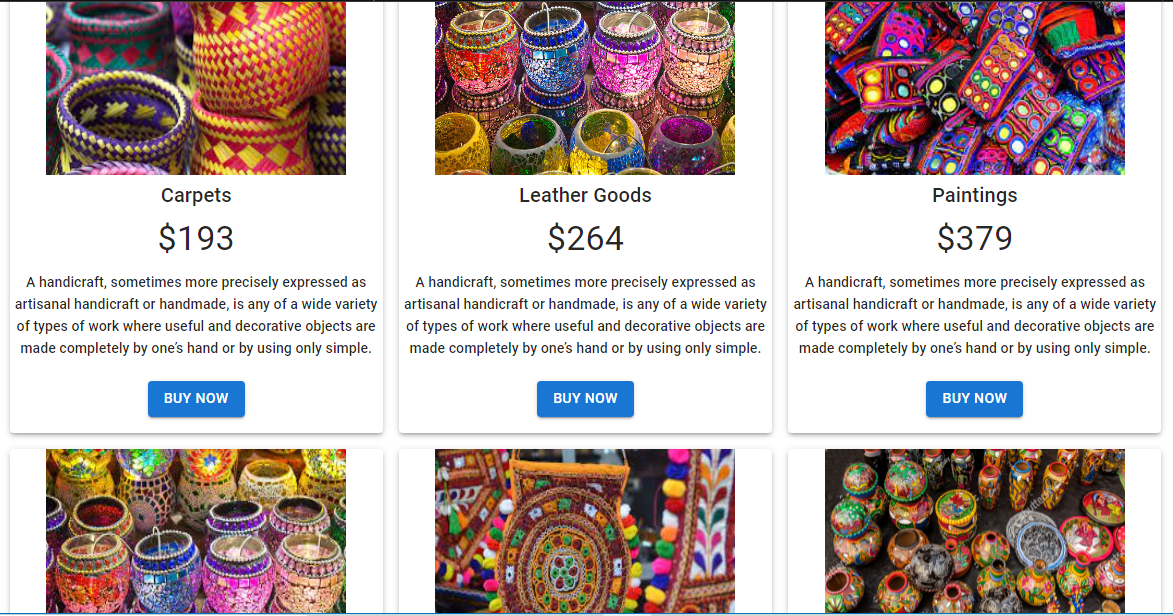 Carpets
$193
A handicraft, sometimes more precisely expressed as
artisanal handicraft or handmade, is any of a wide variety
of types of work where useful and decorative objects are
made completely by one’s hand or by using only simple.
BUY NOW
Leather Goods
$264
A handicraft, sometimes more precisely expressed as
artisanal handicraft or handmade, is any of a wide variety
of types of work where useful and decorative objects are
made completely by one’s hand or by using only simple.
BUY NOW
Paintings
$379
A handicraft, sometimes more precisely expressed as
artisanal handicraft or handmade, is any of a wide variety
of types of work where useful and decorative objects are
made completely by one’s hand or by using only simple.
BUY NOW